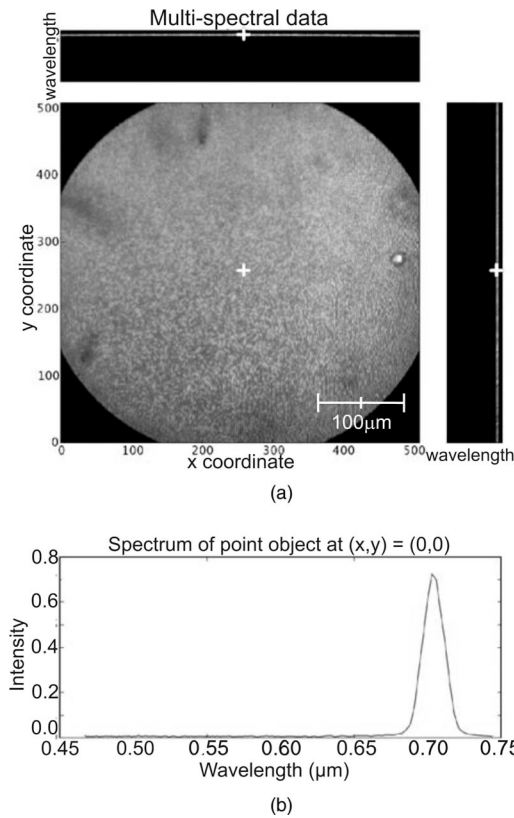 Multi-spectral data
wavelength
500
400
300
200
100
0
y coordinate
100μm
0 100 200 300 400 500
x coordinate
wavelength
(a)
Spectrum of point object at (x,y) = (0,0)
0.8
0.6
0.4
0.2
0.0
Intensity
0.45 0.50 0.55 0.60 0.65 0.70 0.75
Wavelength (μm)
(b)